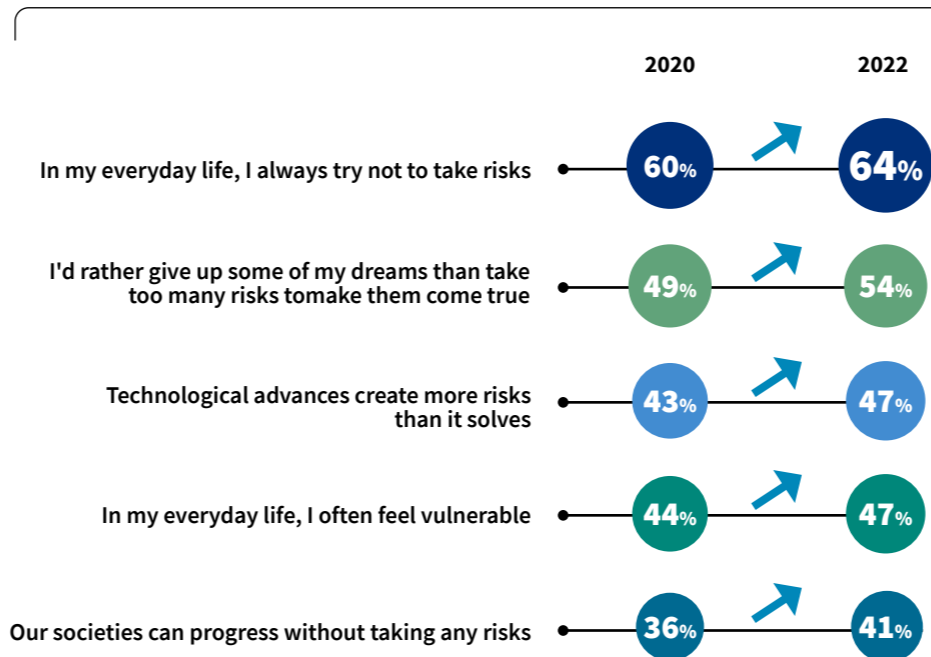 2020 2022
In my everyday life, I always try not to take risks 60% 64%
I'd rather give up some of my dreams than take
too many risks tomake them come true 49% 54%
Technological advances create more risks
than it solves 43% 47%
In my everyday life, I often feel vulnerable 44% 47%
Our societies can progress without taking any risks 36% 41%